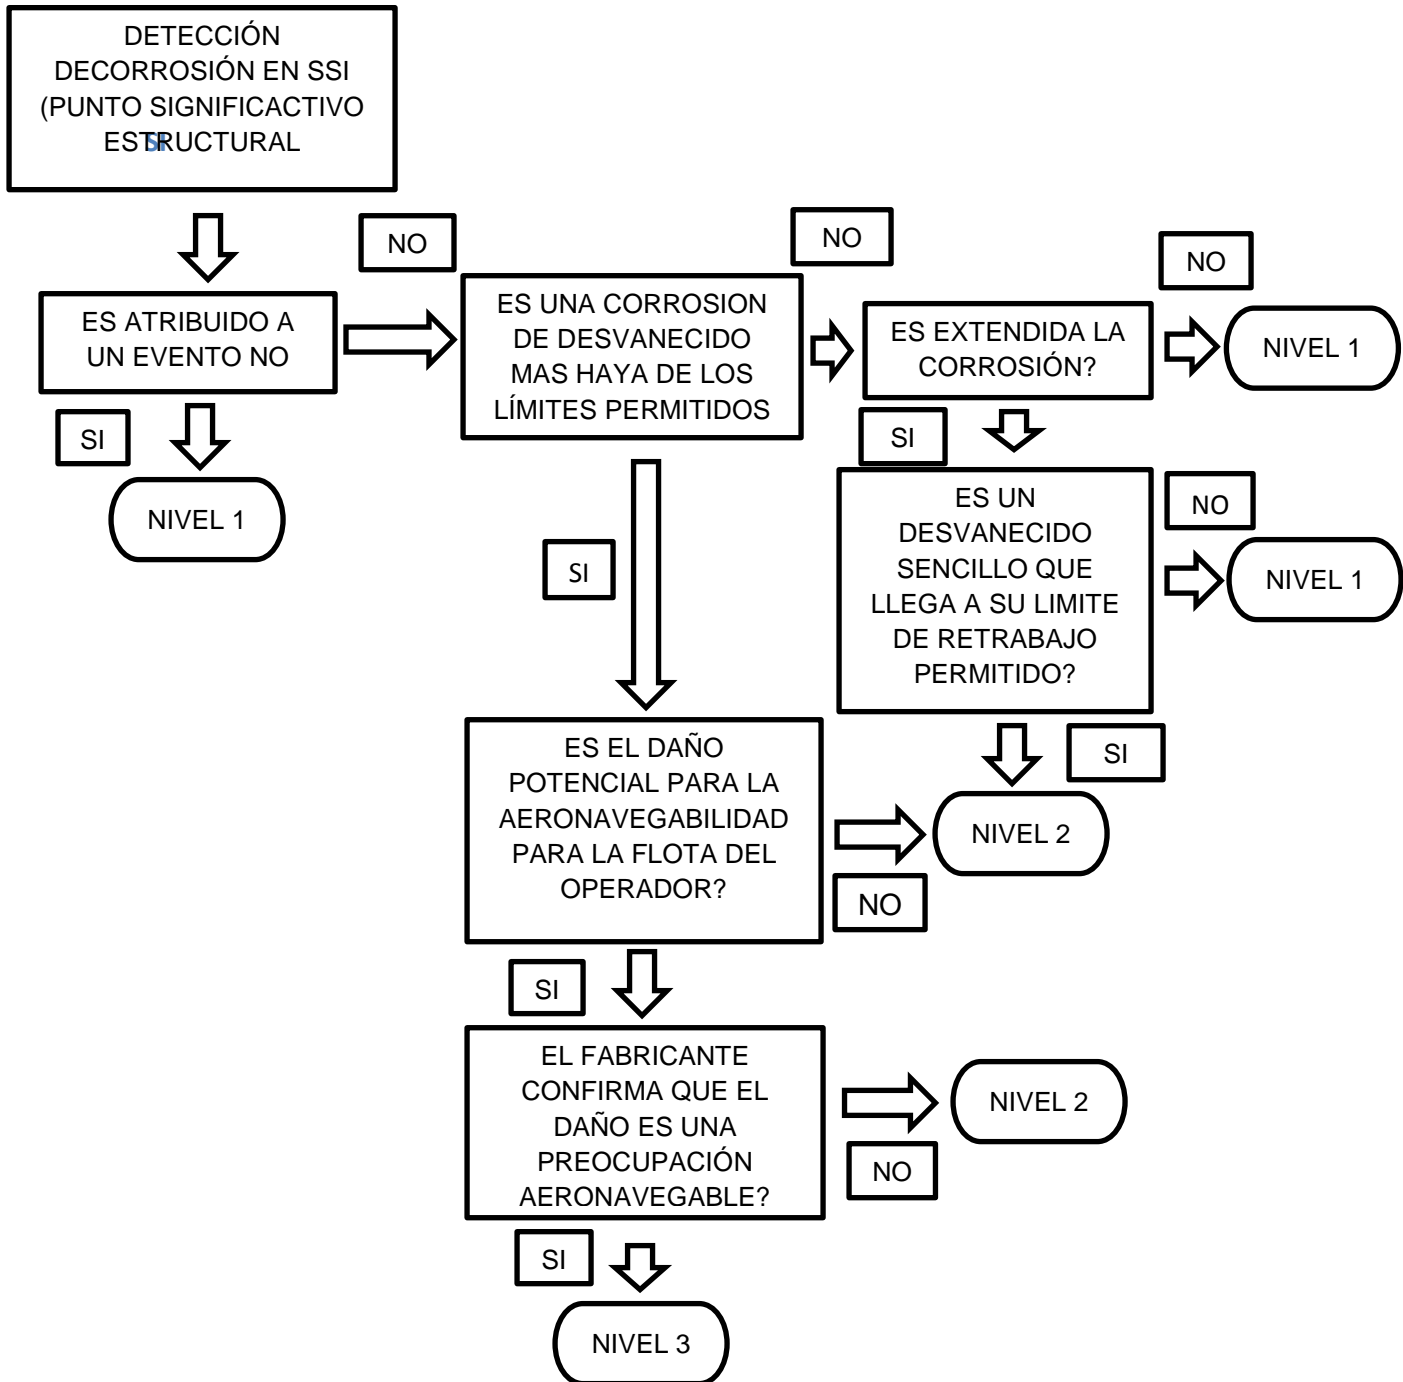 DETECCIÓN
DECORROSIÓN EN SSI
(PUNTO SIGNIFICACTIVO
ESTRUCTURAL
SI
NO
NO
NO
ES ATRIBUIDO A
UN EVENTO NO
ES UNA CORROSION
DE DESVANECIDO
MAS HAYA DE LOS
LÍMITES PERMITIDOS
ES EXTENDIDA LA
CORROSIÓN?
NIVEL 1
SI
NIVEL 1
SI
SI
ES UN
DESVANECIDO
SENCILLO QUE
LLEGA A SU LIMITE
DE RETRABAJO
PERMITIDO?
NO
NIVEL 1
SI
ES EL DAÑO
POTENCIAL PARA LA
AERONAVEGABILIDAD
PARA LA FLOTA DEL
OPERADOR?
NIVEL 2
NO
SI
EL FABRICANTE
CONFIRMA QUE EL
DAÑO ES UNA
PREOCUPACIÓN
AERONAVEGABLE?
NIVEL 2
NO
SI
NIVEL 3